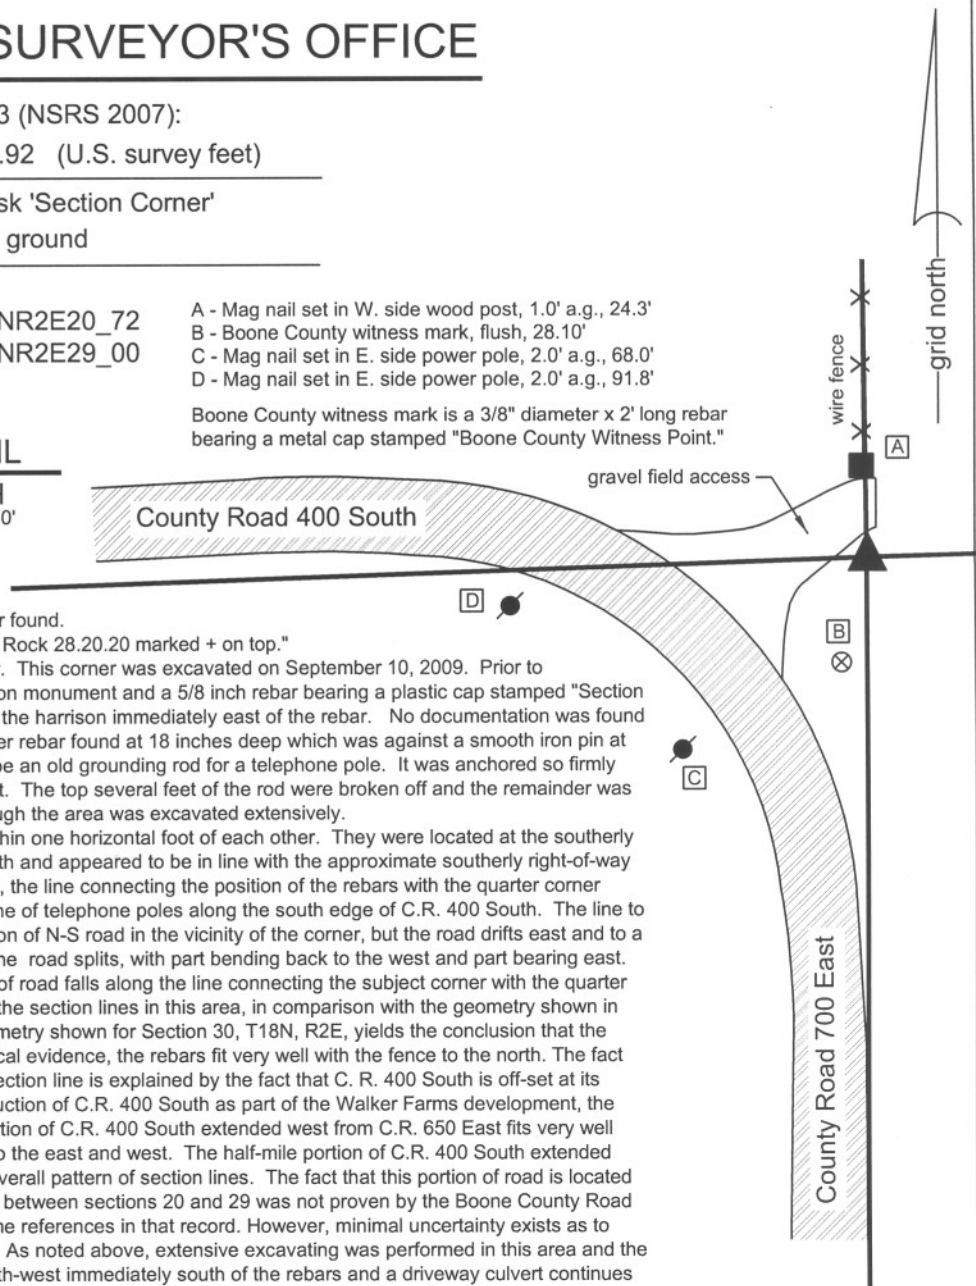 SURVEYOR'S OFFICE
3 (NSRS 2007):
.92 (U.S. survey feet)
sk 'Section Corner'
ground
NR2E20_72
NR2E29_00
A - Mag nail set in W. side wood post, 1.0' a.g., 24.3'
B - Boone County witness mark, flush, 28.10'
C - Mag nail set in E. side power pole, 2.0' a.g., 68.0'
D - Mag nail set in E. side power pole, 2.0' a.g., 91.8'
Boone County witness mark is a 3/8" diameter x 2' long rebar
bearing a metal cap stamped "Boone County Witness Point."
grid north
wire fence
A
IL
H
0'
gravel field access
County Road 400 South
D
B
C
County Road 700 East
r found.
Rock 28.20.20 marked + on top."
. This corner was excavated on September 10, 2009. Prior to
on monument and a 5/8 inch rebar bearing a plastic cap stamped "Section
the harrison immediately east of the rebar. No documentation was found
er rebar found at 18 inches deep which was against a smooth iron pin at
be an old grounding rod for a telephone pole. It was anchored so firmly
t. The top several feet of the rod were broken off and the remainder was
ugh the area was excavated extensively.
thin one horizontal foot of each other. They were located at the southerly
th and appeared to be in line with the approximate southerly right-of-way
, the line connecting the position of the rebars with the quarter corner
ne of telephone poles along the south edge of C.R. 400 South. The line to
on of N-S road in the vicinity of the corner, but the road drifts east and to a
ne road splits, with part bending back to the west and part bearing east.
of road falls along the line connecting the subject corner with the quarter
the section lines in this area, in comparison with the geometry shown in
metry shown for Section 30, T18N, R2E, yields the conclusion that the
cal evidence, the rebars fit very well with the fence to the north. The fact
ection line is explained by the fact that C. R. 400 South is off-set at its
uction of C.R. 400 South as part of the Walker Farms development, the
tion of C.R. 400 South extended west from C.R. 650 East fits very well
o the east and west. The half-mile portion of C.R. 400 South extended
verall pattern of section lines. The fact that this portion of road is located
between sections 20 and 29 was not proven by the Boone County Road
ne references in that record. However, minimal uncertainty exists as to
As noted above, extensive excavating was performed in this area and the
th-west immediately south of the rebars and a driveway culvert continues